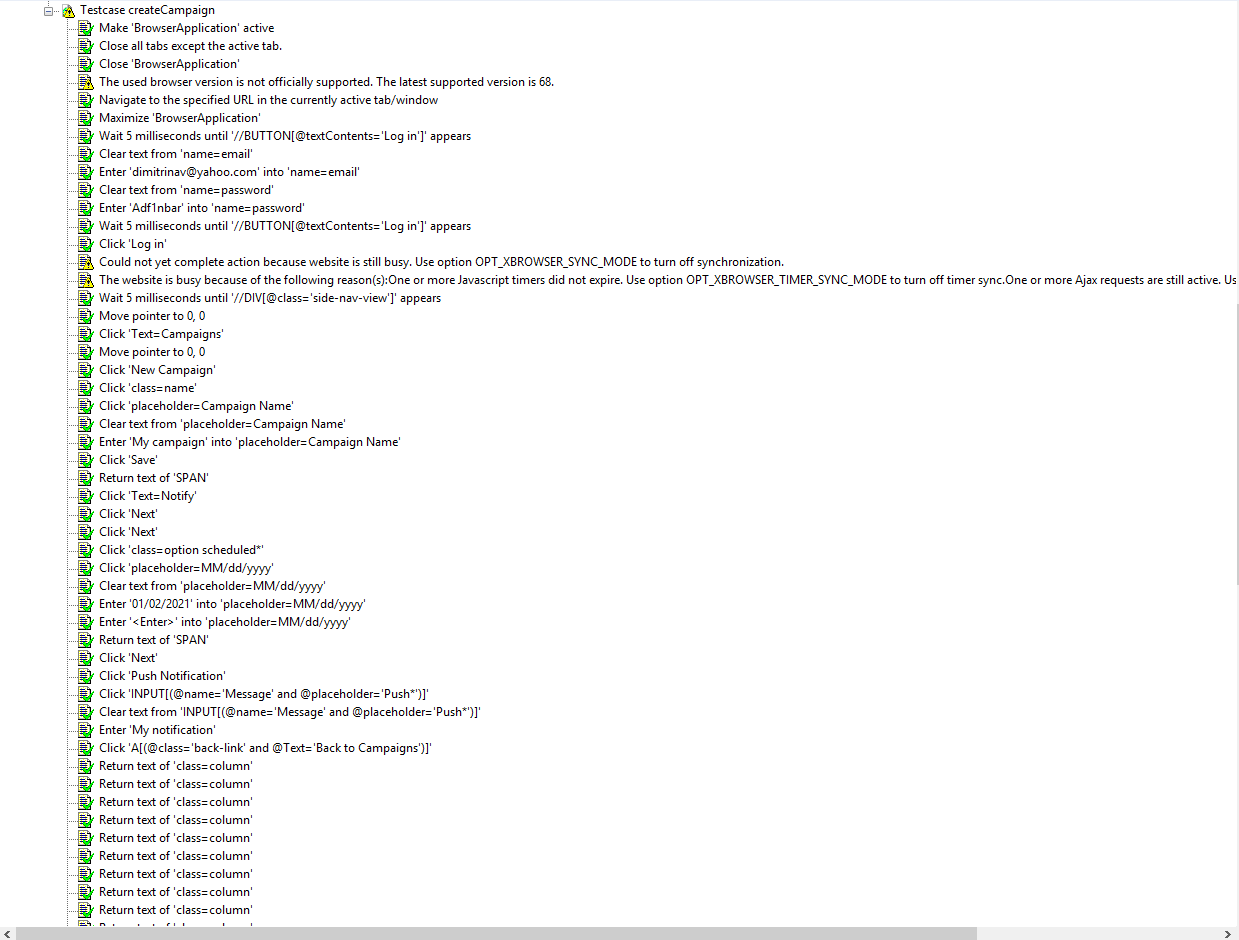 Testcase createCampaign
Make 'BrowserApplication' active
Close all tabs except the active tab.
Close 'BrowserApplication'
The used browser version is not officially supported. The latest supported version is 68.
Navigate to the specified URL in the currently active tab/window
Maximize 'BrowserApplication'
Wait 5 milliseconds until '//BUTTON[@textContents='Log in']' appears
Clear text from 'name=email'
Enter 'dimitrinav@yahoo.com' into 'name=email'
Clear text from 'name=password'
Enter 'Adf1nbar' into 'name=password'
Wait 5 milliseconds until '//BUTTON[@textContents='Log in']' appears
Click 'Log in'
Could not yet complete action because website is still busy. Use option OPT_XBROWSER_SYNC_MODE to turn off synchronization.
The website is busy because of the following reason(s):One or more Javascript timers did not expire. Use option OPT_XBROWSER_TIMER_SYNC_MODE to turn off timer sync.One or more Ajax requests are still active. Us
Wait 5 milliseconds until '//DIV[@class='side-nav-view']' appears
Move pointer to 0, 0
Click 'Text=Campaigns'
Move pointer to 0, 0
Click 'New Campaign'
Click 'class=name'
Click 'placeholder=Campaign Name'
Clear text from 'placeholder=Campaign Name'
Enter 'My campaign' into 'placeholder=Campaign Name'
Click 'Save'
Return text of 'SPAN'
Click 'Text=Notify'
Click 'Next'
Click 'Next'
Click 'class=option scheduled*'
Click 'placeholder=MM/dd/yyyy'
Clear text from 'placeholder=MM/dd/yyyy'
Enter '01/02/2021' into 'placeholder=MM/dd/yyyy'
Enter '<Enter>' into 'placeholder=MM/dd/yyyy'
Return text of 'SPAN'
Click 'Next'
Click 'Push Notification'
Click 'INPUT[(@name='Message' and @placeholder='Push*')]'
Clear text from 'INPUT[(@name='Message' and @placeholder='Push*')]'
Enter 'My notification'
Click 'A[(@class='back-link' and @Text='Back to Campaigns')]'
Return text of 'class=column'
Return text of 'class=column'
Return text of 'class=column'
Return text of 'class=column'
Return text of 'class=column'
Return text of 'class=column'
Return text of 'class=column'
Return text of 'class=column'
Return text of 'class=column'